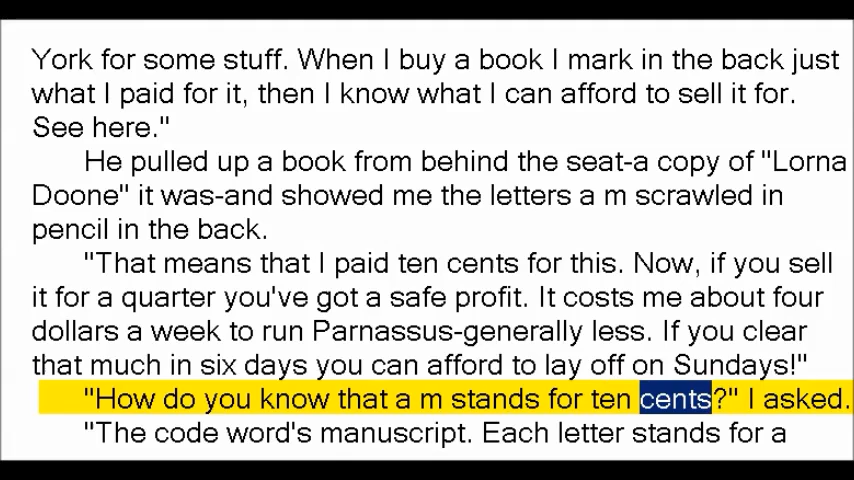 York for some stuff. When I buy a book I mark in the back just
what I paid for it, then I know what I can afford to sell it for.
See here."
He pulled up a book from behind the seat-a copy of "Lorna
Doone" it was-and showed me the letters a m scrawled in
pencil in the back.
"That means that I paid ten cents for this. Now, if you sell
it for a quarter you've got a safe profit. It costs me about four
dollars a week to run Parnassus-generally less. If you clear
that much in six days you can afford to lay off on Sundays!"
"How do you know that a m stands for ten cents?" I asked.
"The code word's manuscript. Each letter stands for a